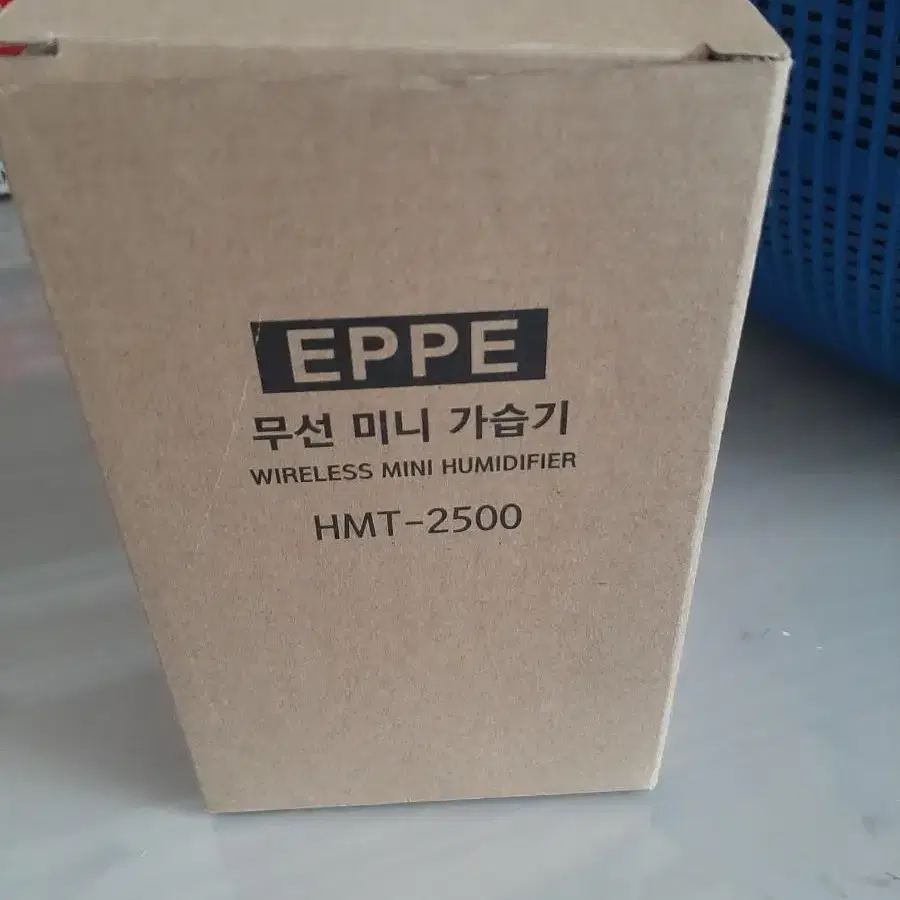 EPPE
무선 미니 가습기
WIRELESS MINI HUMIDIFIER
HMT-2500